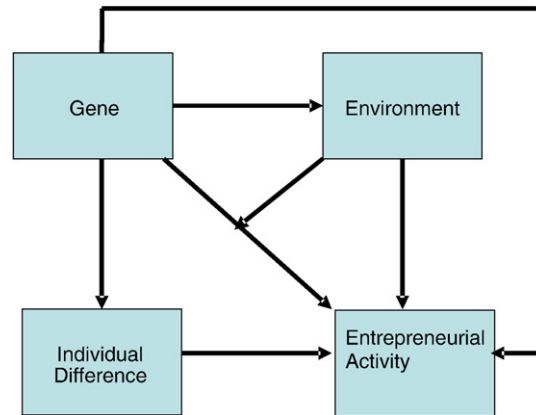 Gene
Environment
Individual
Difference
Entrepreneurial
Activity